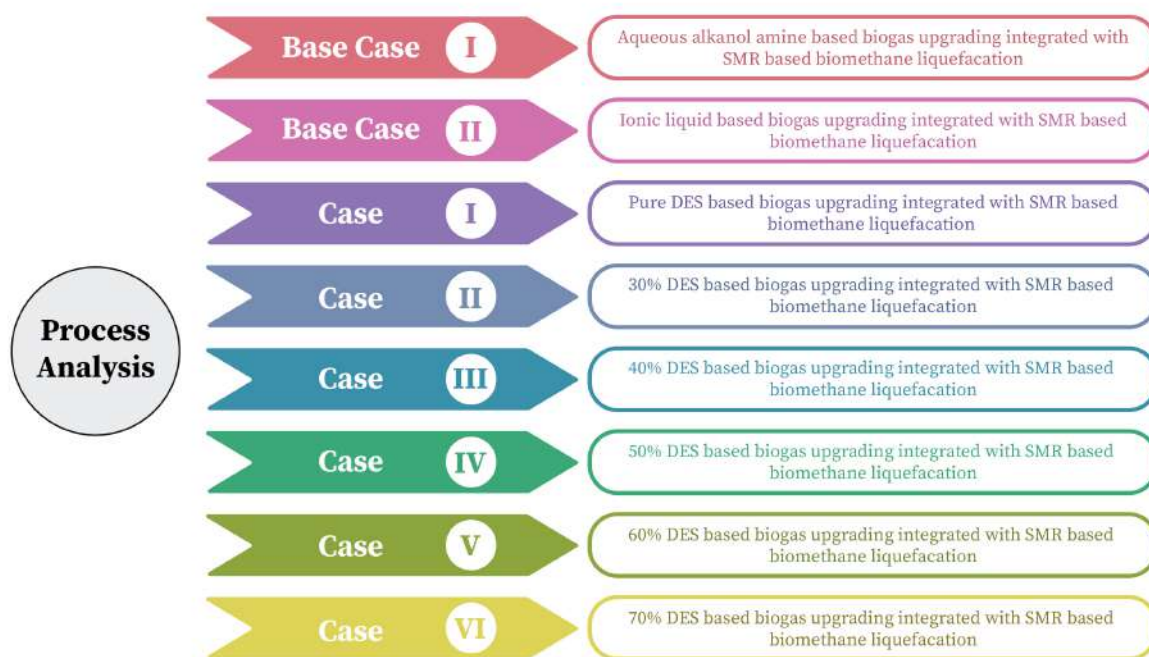 Base Case I
Aqueous alkanol amine based biogas upgrading integrated with
SMR based biomethane liquefacation
Base Case II
Ionic liquid based biogas upgrading integrated with SMR based
biomethane liquefacation
Case I
Pure DES based biogas upgrading integrated with SMR based
biomethane liquefacation
Case II
30% DES based biogas upgrading integrated with SMR based
biomethane liquefacation
Process
Analysis
Case III
40% DES based biogas upgrading integrated with SMR based
biomethane liquefacation
Case IV
50% DES based biogas upgrading integrated with SMR based
biomethane liquefacation
Case V
60% DES based biogas upgrading integrated with SMR based
biomethane liquefacation
Case VI
70% DES based biogas upgrading integrated with SMR based
biomethane liquefacation